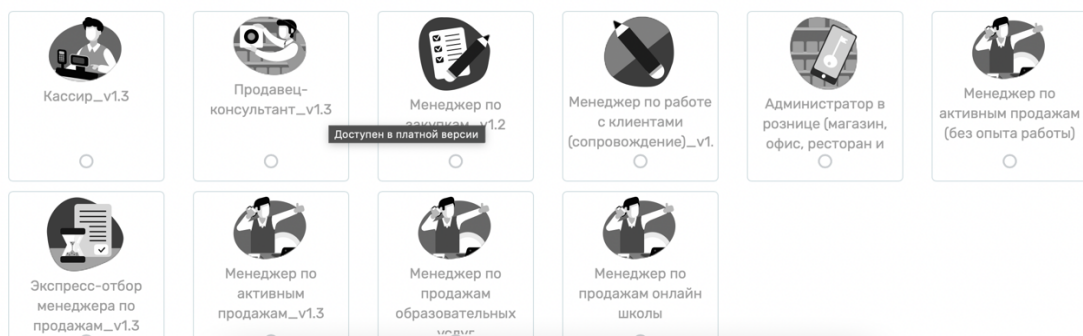 Кассир_v1.3
Продавец-
консультант_v1.3
Менеджер по
закупкам_v1.2
Доступен в платной версии
Менеджер по работе
с клиентами
(сопровождение)_v1.
Администратор в
рознице (магазин,
офис, ресторан и
Менеджер по
активным продажам
(без опыта работы)
Экспресс-отбор
менеджера по
продажам_v1.3
Менеджер по
активным
продажам_v1.3
Менеджер по
продажам
образовательных
услуг
Менеджер по
продажам онлайн
школы